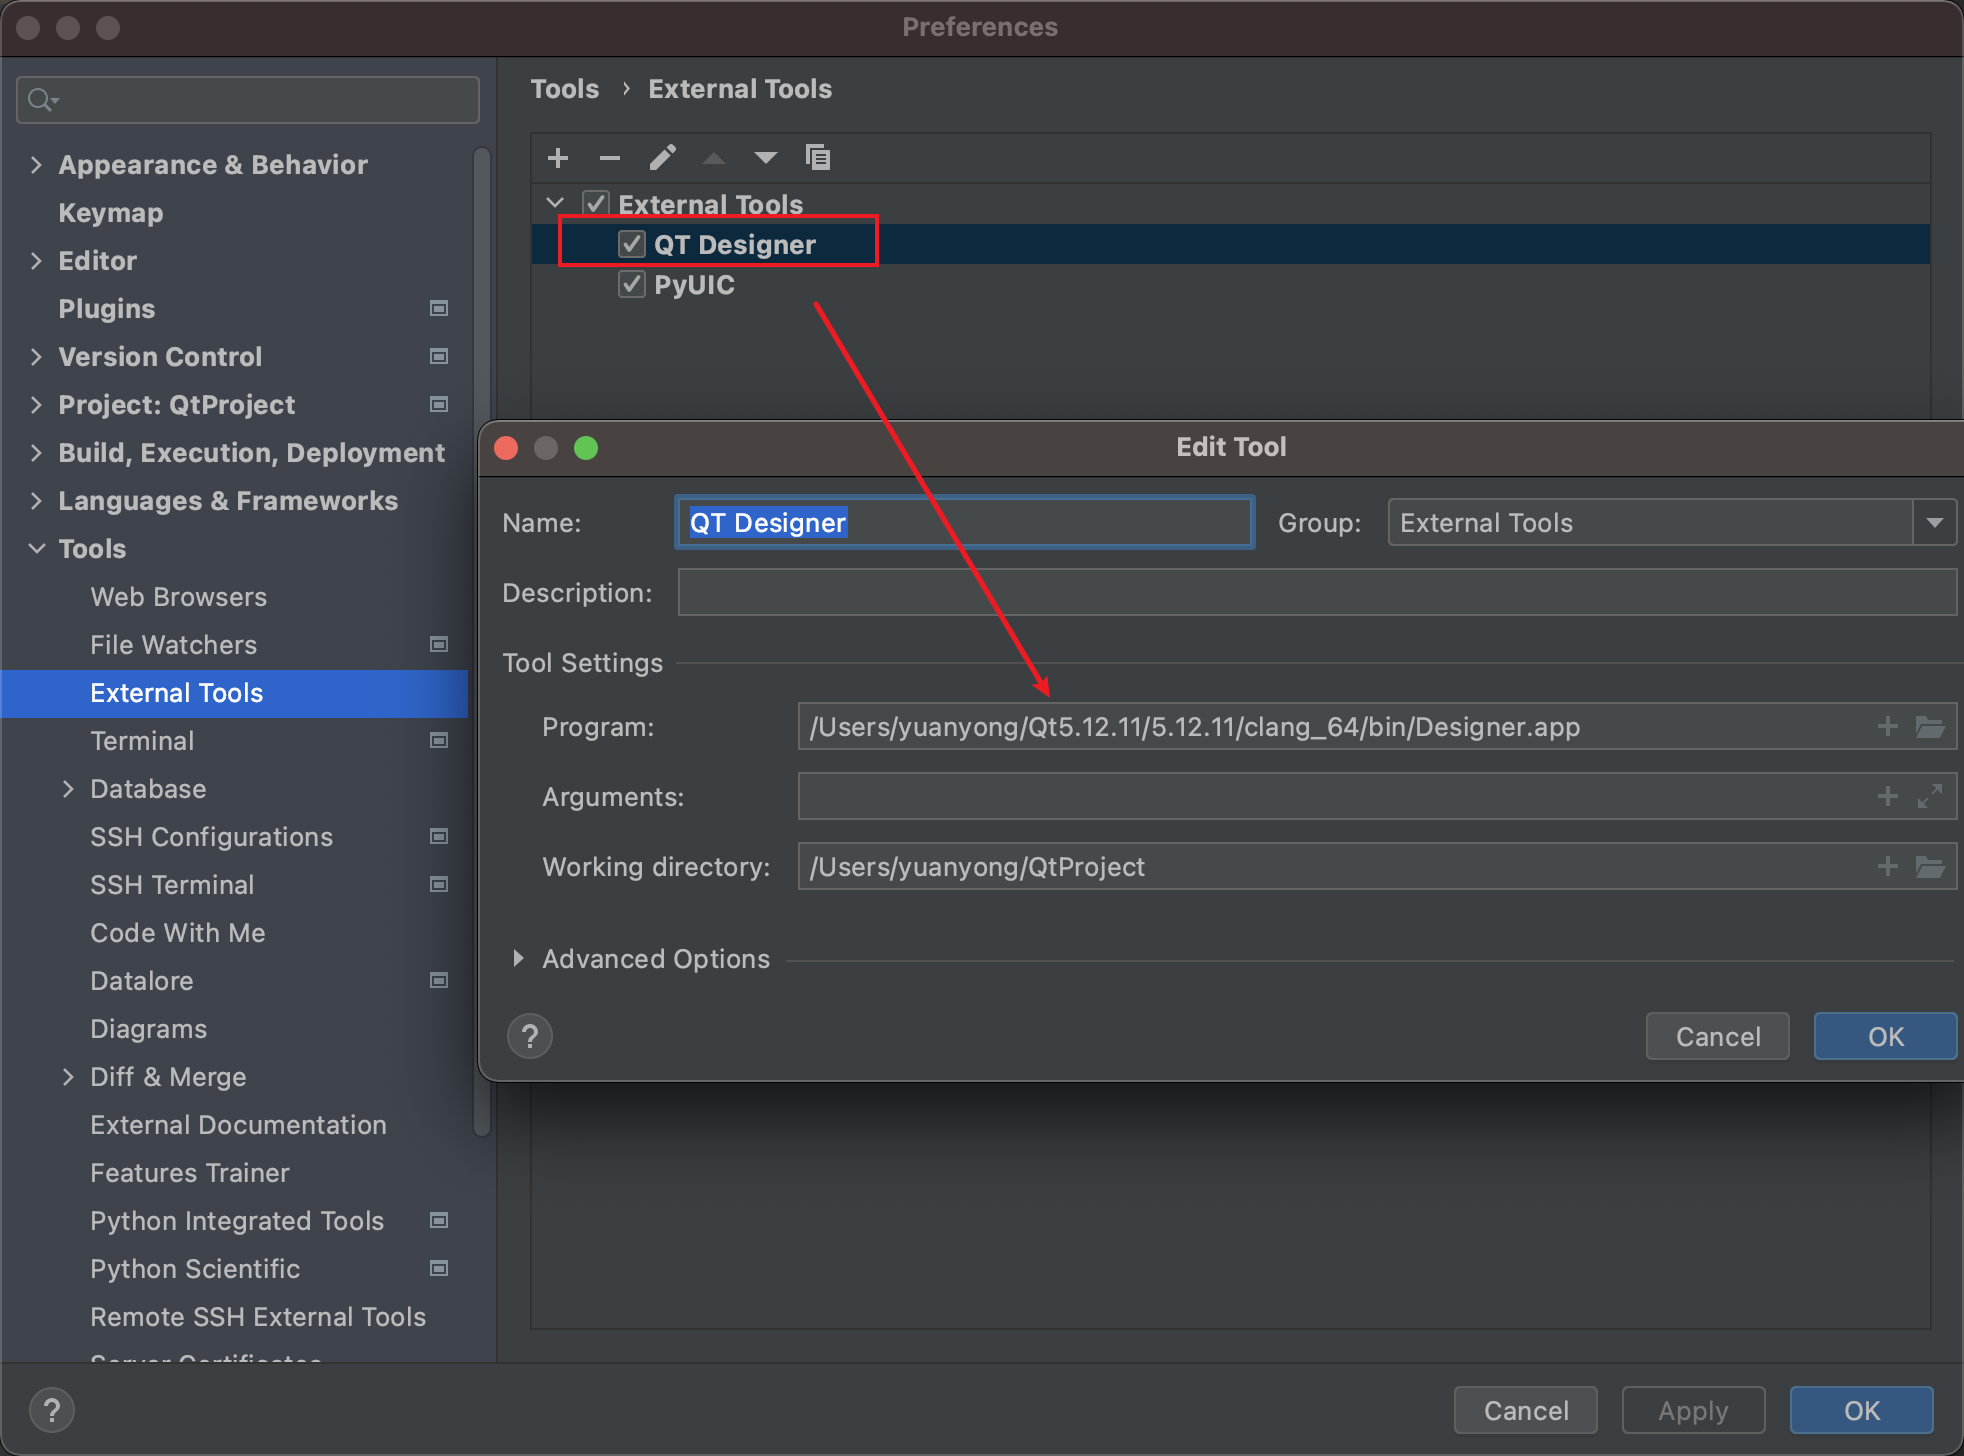 Preferences
Appearance & Behavior
Keymap
Editor
Plugins
Version Control
Project: QtProject
Build, Execution, Deployment
Languages & Frameworks
Tools
Web Browsers
File Watchers
External Tools
Terminal
Database
SSH Configurations
SSH Terminal
Code With Me
Datalore
Diagrams
Diff & Merge
External Documentation
Features Trainer
Python Integrated Tools
Python Scientific
Remote SSH External Tools
Server Certificates
Tools › External Tools
External Tools
QT Designer
PyUIC
Edit Tool
Name: QT Designer Group: External Tools
Description:
Tool Settings
Program: /Users/yuanyong/Qt5.12.11/5.12.11/clang_64/bin/Designer.app
Arguments:
Working directory: /Users/yuanyong/QtProject
Advanced Options
? Cancel OK
? Cancel Apply OK